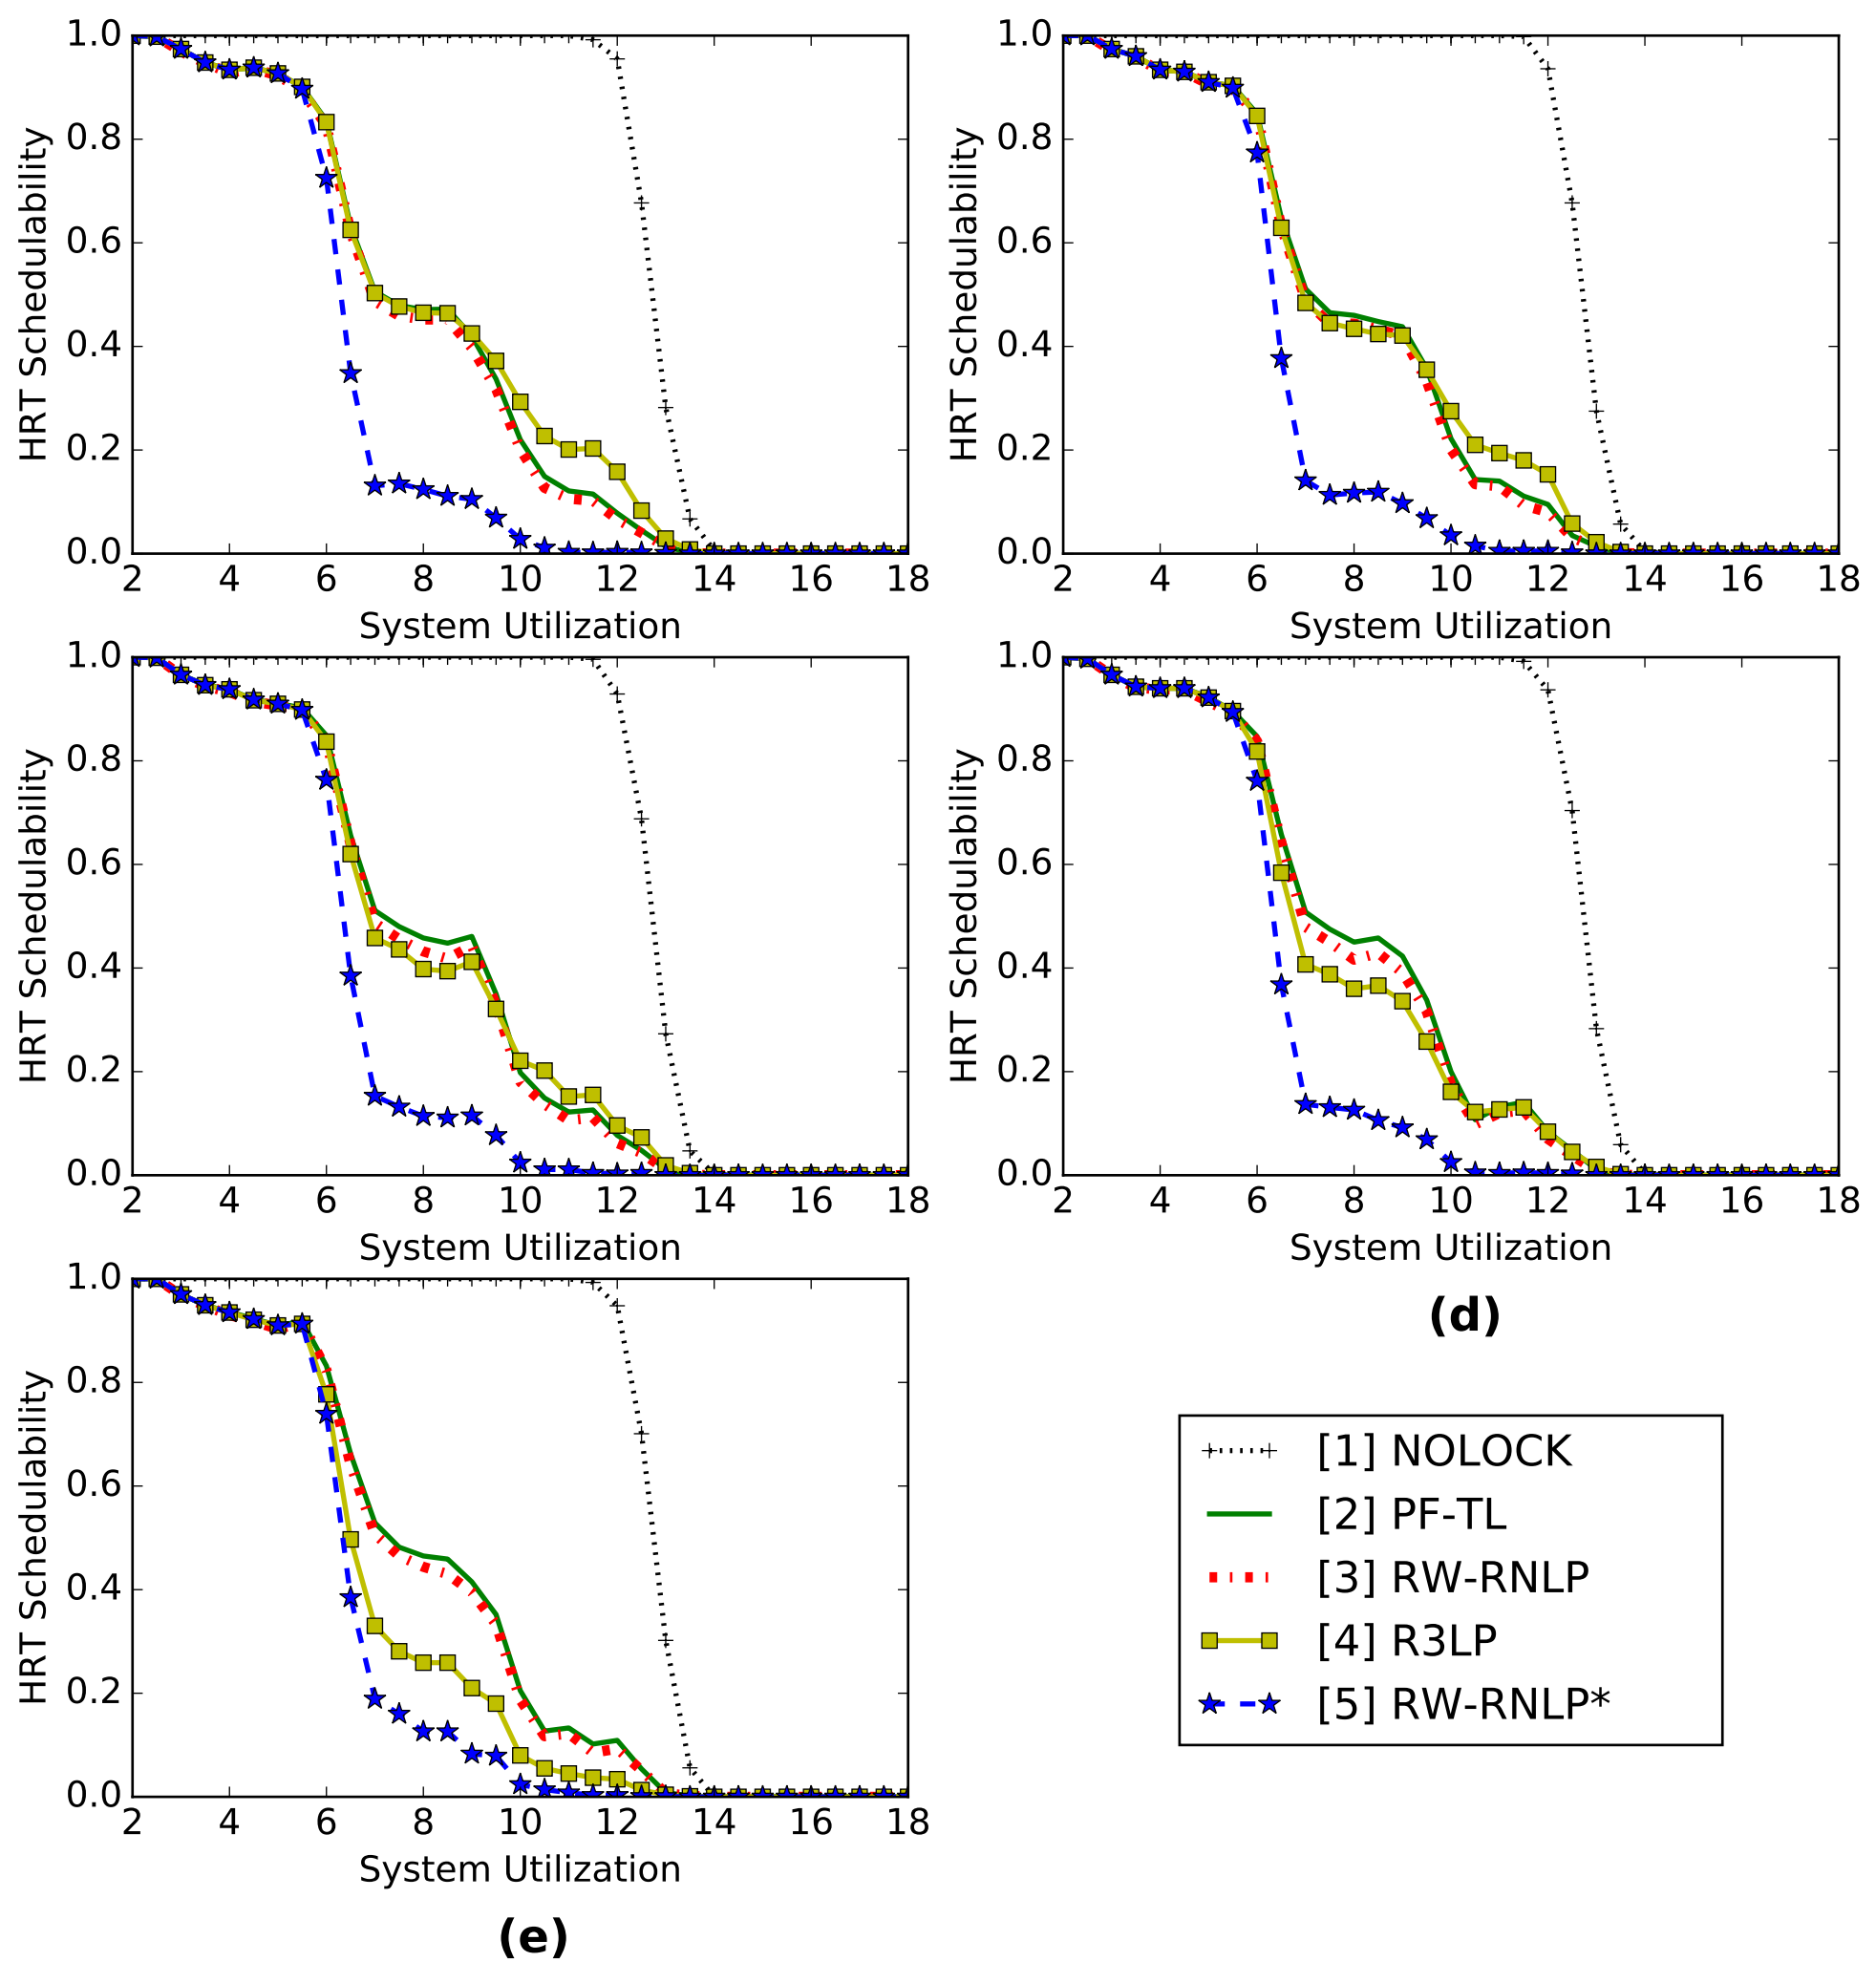 1.0
0.8
0.6
0.4
0.2
0.0
HRT Schedulability
2 4 6 8 10 12 14 16 18
System Utilization
1.0
0.8
0.6
0.4
0.2
0.0
HRT Schedulability
2 4 6 8 10 12 14 16 18
System Utilization
1.0
0.8
0.6
0.4
0.2
0.0
HRT Schedulability
2 4 6 8 10 12 14 16 18
System Utilization
1.0
0.8
0.6
0.4
0.2
0.0
HRT Schedulability
2 4 6 8 10 12 14 16 18
System Utilization
(d)
1.0
0.8
0.6
0.4
0.2
0.0
HRT Schedulability
2 4 6 8 10 12 14 16 18
System Utilization
(e)
[1] NOLOCK
[2] PF-TL
[3] RW-RNLP
[4] R3LP
[5] RW-RNLP*